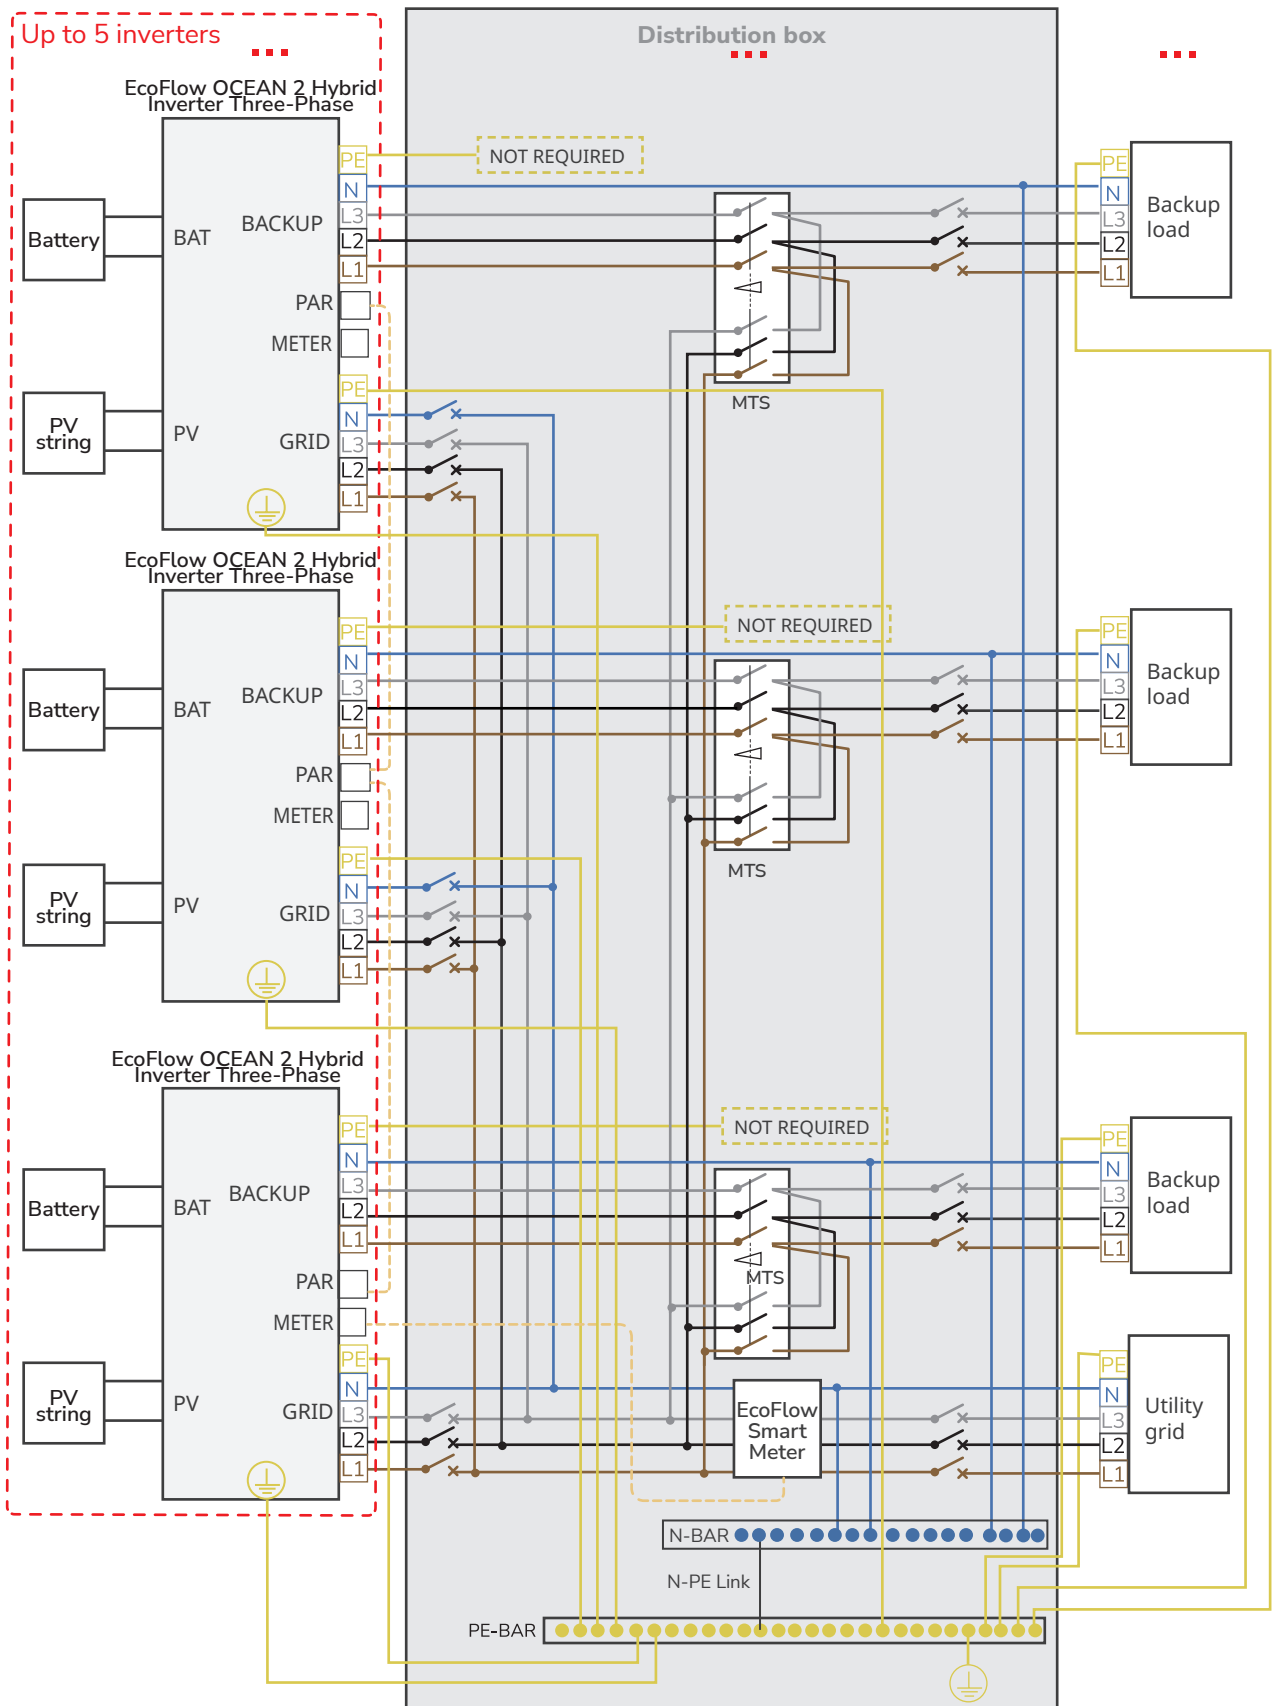 Up to 5 inverters
Distribution box
EcoFlow OCEAN 2 Hybrid
Inverter Three-Phase
PE
N
L3
L2
L1
BACKUP
BAT
Battery
PAR
METER
PE
N
L3
L2
L1
GRID
PV
PV
string
NOT REQUIRED
MTS
PE
N
L3
L2
L1
Backup
load
EcoFlow OCEAN 2 Hybrid
Inverter Three-Phase
PE
N
L3
L2
L1
BACKUP
BAT
Battery
PAR
METER
PE
N
L3
L2
L1
GRID
PV
PV
string
NOT REQUIRED
MTS
PE
N
L3
L2
L1
Backup
load
EcoFlow OCEAN 2 Hybrid
Inverter Three-Phase
PE
N
L3
L2
L1
BACKUP
BAT
Battery
PAR
METER
PE
N
L3
L2
L1
GRID
PV
PV
string
NOT REQUIRED
MTS
PE
N
L3
L2
L1
Backup
load
EcoFlow
Smart
Meter
PE
N
L3
L2
L1
Utility
grid
N-BAR
N-PE Link
PE-BAR